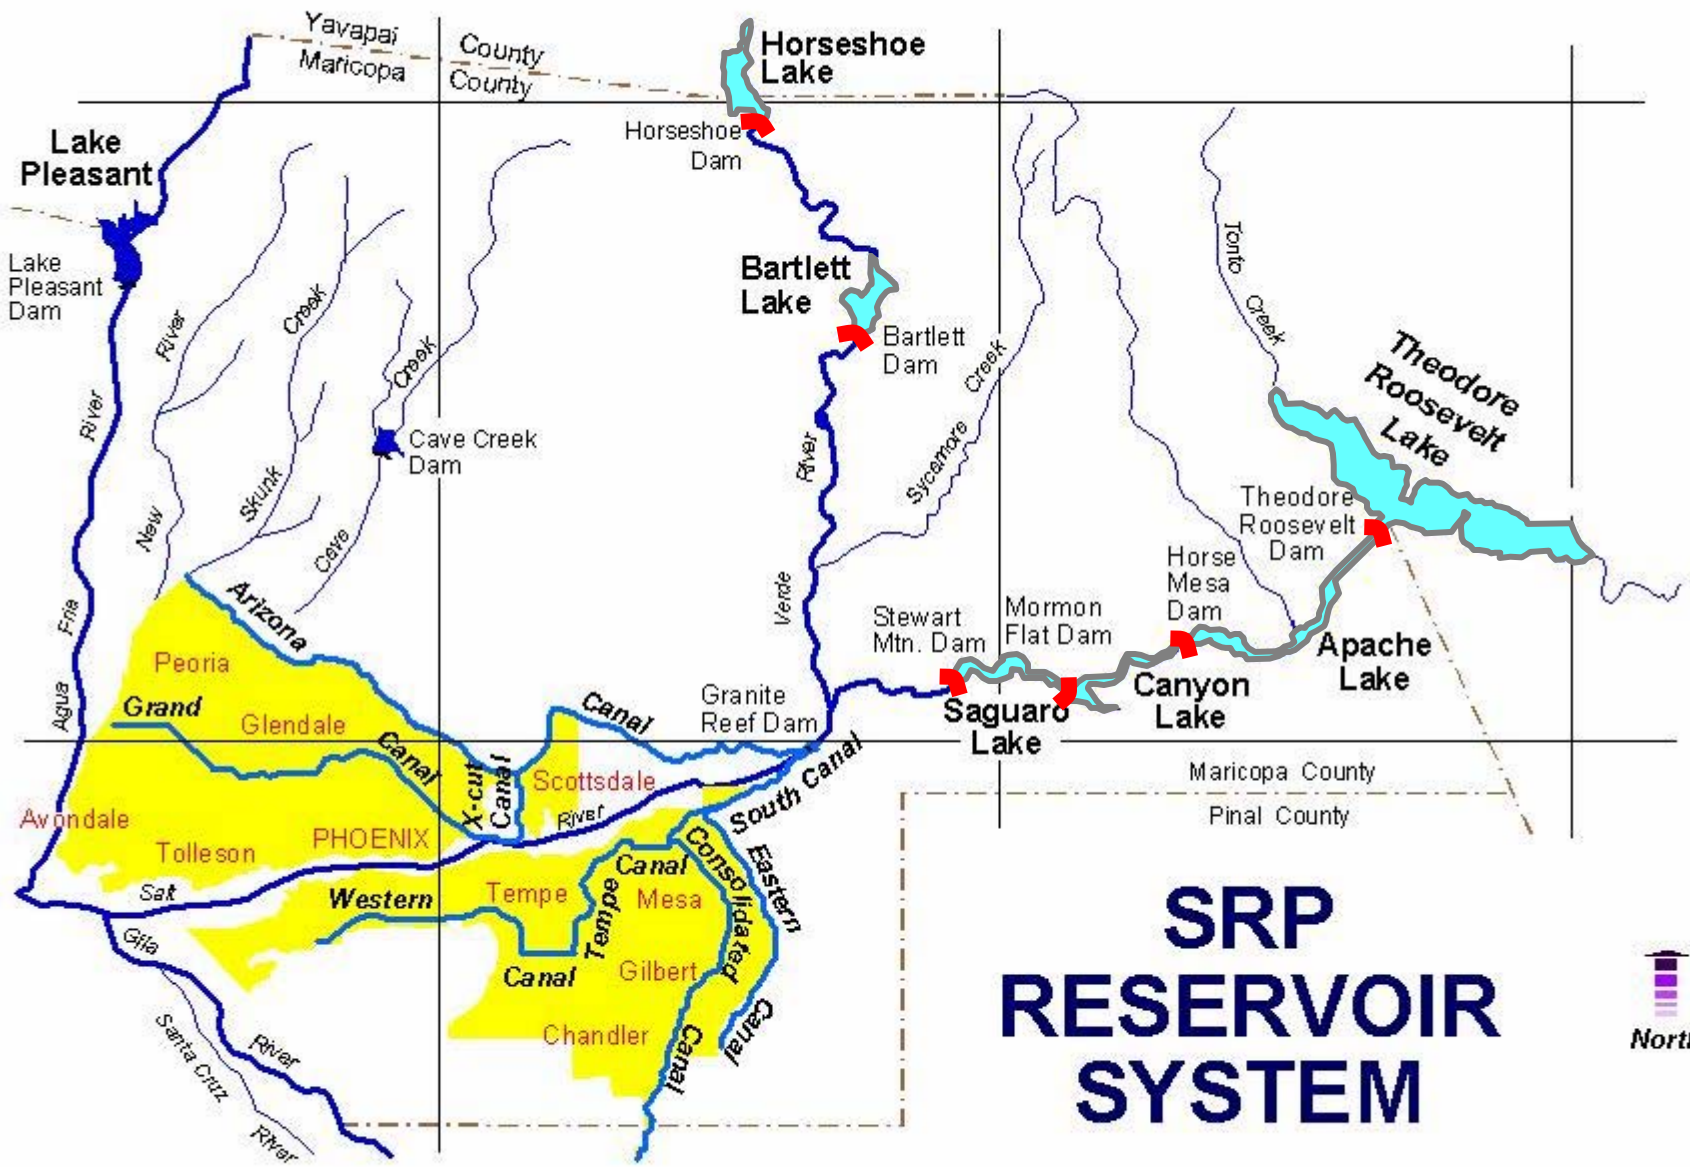 Yavapai
County
Maricopa
County
Horseshoe
Lake
Horseshoe
Dam
Lake
Pleasant
Lake
Pleasant
Dam
River
Creek
Creek
Bartlett
Lake
Bartlett
Dam
Creek
Tonto
Creek
Theodore
Roosevelt
Lake
River
Cave Creek
Dam
River
Sycamore
Skunk
New
Cave
Theodore
Roosevelt
Dam
Horse
Mesa
Dam
Verde
Fria
Agua
Arizona
Stewart
Mtn. Dam
Mormon
Flat Dam
Apache
Lake
Peoria
Grand
Glendale
Canal
Canal
Granite
Reef Dam
Saguaro
Lake
Canyon
Lake
X-cut
Canal
Scottsdale
South Canal
Maricopa County
Pinal County
Avondale
PHOENIX
Tolleson
River
Salt
Western
Tempe
Canal
Tempe
Mesa
Consolidated
Eastern
Canal
Gilbert
Canal
Chandler
Canal
Gila
River
Santa Cruz
River
SRP
RESERVOIR
SYSTEM
Nort